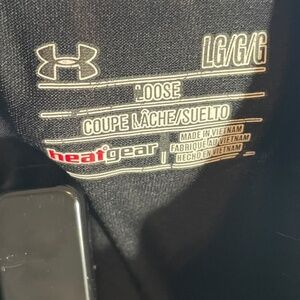 LG/G/G
LOOSE
COUPE LÂCHE/SUELTO
heatgear
MADE IN VIETNAM
FABRIQUÉ AU VIETNAM
HECHO EN VIETNAM